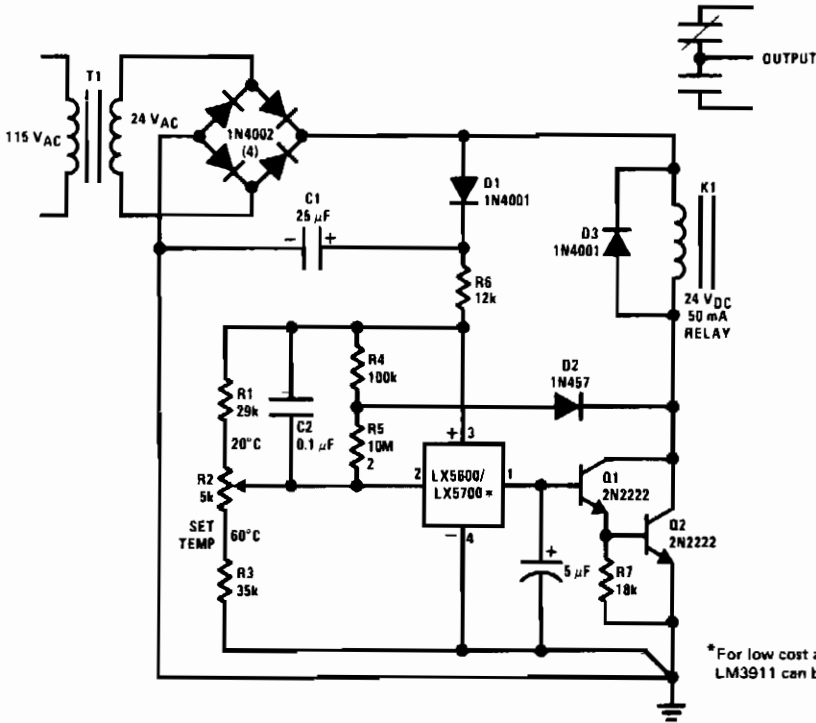 OUTPUT
T1
115 VAC
24 VAC
1N4002
(4)
C1
25 µF
-
+
D1
1N4001
R6
12k
K1
D3
1N4001
24 VDC
50 mA
RELAY
R1
29k
20°C
R2
5k
SET
TEMP
60°C
R3
35k
C2
0.1 µF
R4
100k
R5
10M
2
D2
1N457
+
3
2
LX5600/
LX5700*
1
-
4
+
5 µF
Q1
2N2222
Q2
2N2222
R7
18k
*For low cost a
LM3911 can b